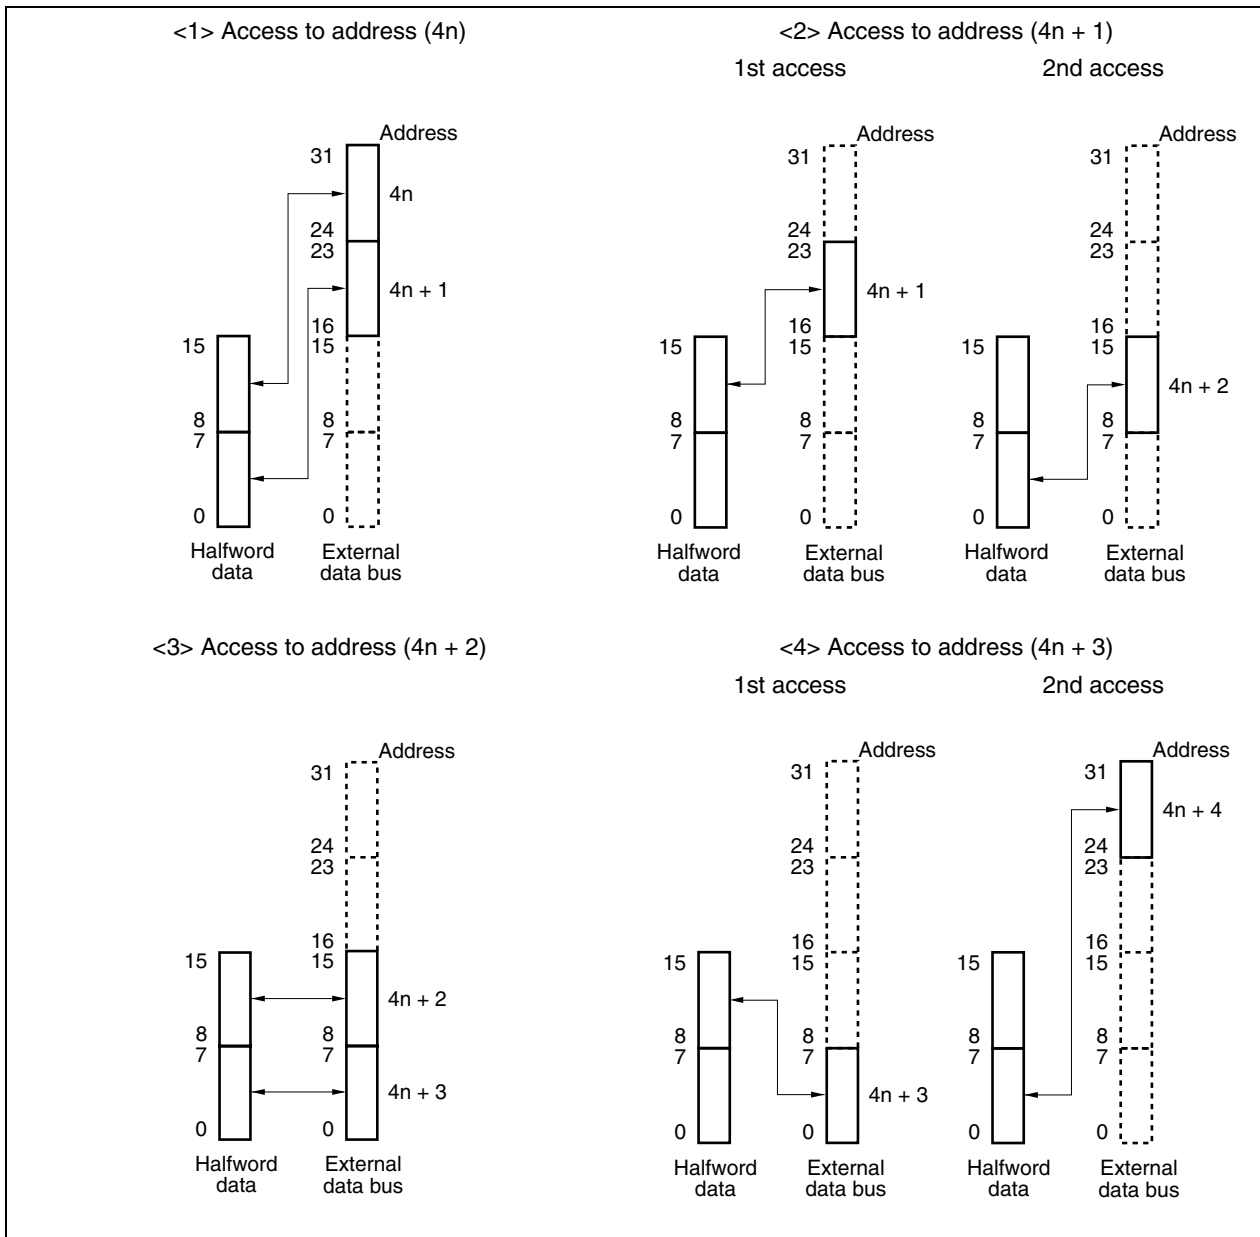 <1> Access to address (4n)
Address
31
4n
24
23
4n + 1
16
15
15
8
7
8
7
0
0
Halfword
data
External
data bus
<2> Access to address (4n + 1)
1st access
Address
31
24
23
4n + 1
16
15
15
8
7
8
7
0
0
Halfword
data
External
data bus
2nd access
Address
31
24
23
16
15
15
4n + 2
8
7
8
7
0
0
Halfword
data
External
data bus
<3> Access to address (4n + 2)
Address
31
24
23
16
15
15
4n + 2
8
7
8
7
4n + 3
0
0
Halfword
data
External
data bus
<4> Access to address (4n + 3)
1st access
Address
31
24
23
16
15
15
8
7
8
7
4n + 3
0
0
Halfword
data
External
data bus
2nd access
Address
31
4n + 4
24
23
16
15
15
8
7
8
7
0
0
Halfword
data
External
data bus